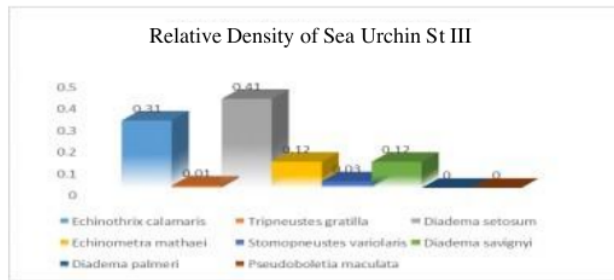 Relative Density of Sea Urchin St III
0.5
0.4
0.3
0.2
0.1
0
0.31
0.01
0.41
0.12
0.03
0.12
0
0
Echinothrix calamaris
Tripneustes gratilla
Diadema setosum
Echinometra mathaei
Stomopneustes variolaris
Diadema savignyi
Diadema palmeri
Pseudoboletia maculata